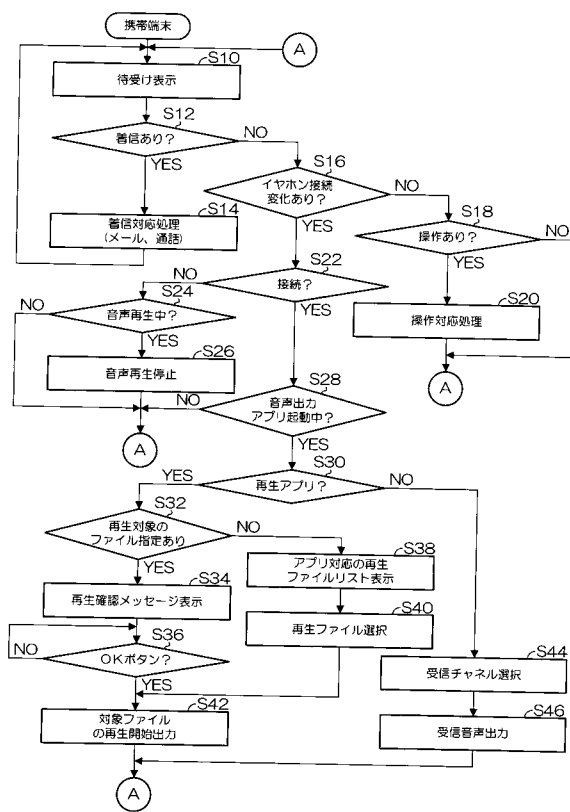 携帯端末
A
S10
待受け表示
S12
着信あり?
NO
YES
S14
着信対応処理
(メール、通話)
S16
イヤホン接続
変化あり?
NO
YES
S18
操作あり?
NO
YES
S20
操作対応処理
A
S22
接続?
NO
YES
S24
音声再生中?
NO
YES
S26
音声再生停止
A
S28
音声出力
アプリ起動中?
NO
YES
S30
再生アプリ?
YES
NO
S32
再生対象の
ファイル指定あり
NO
YES
S34
再生確認メッセージ表示
S36
OKボタン?
NO
YES
S38
アプリ対応の再生
ファイルリスト表示
S40
再生ファイル選択
S42
対象ファイル
の再生開始出力
S44
受信チャネル選択
S46
受信音声出力
A